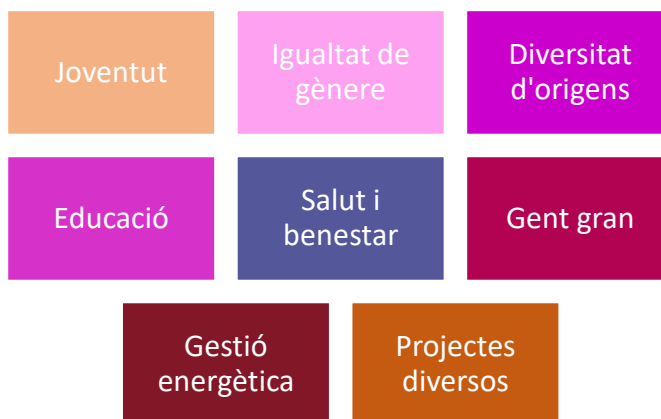 Joventut
Igualtat de
gènere
Diversitat
d'origens
Educació
Salut i
benestar
Gent gran
Gestió
energètica
Projectes
diversos